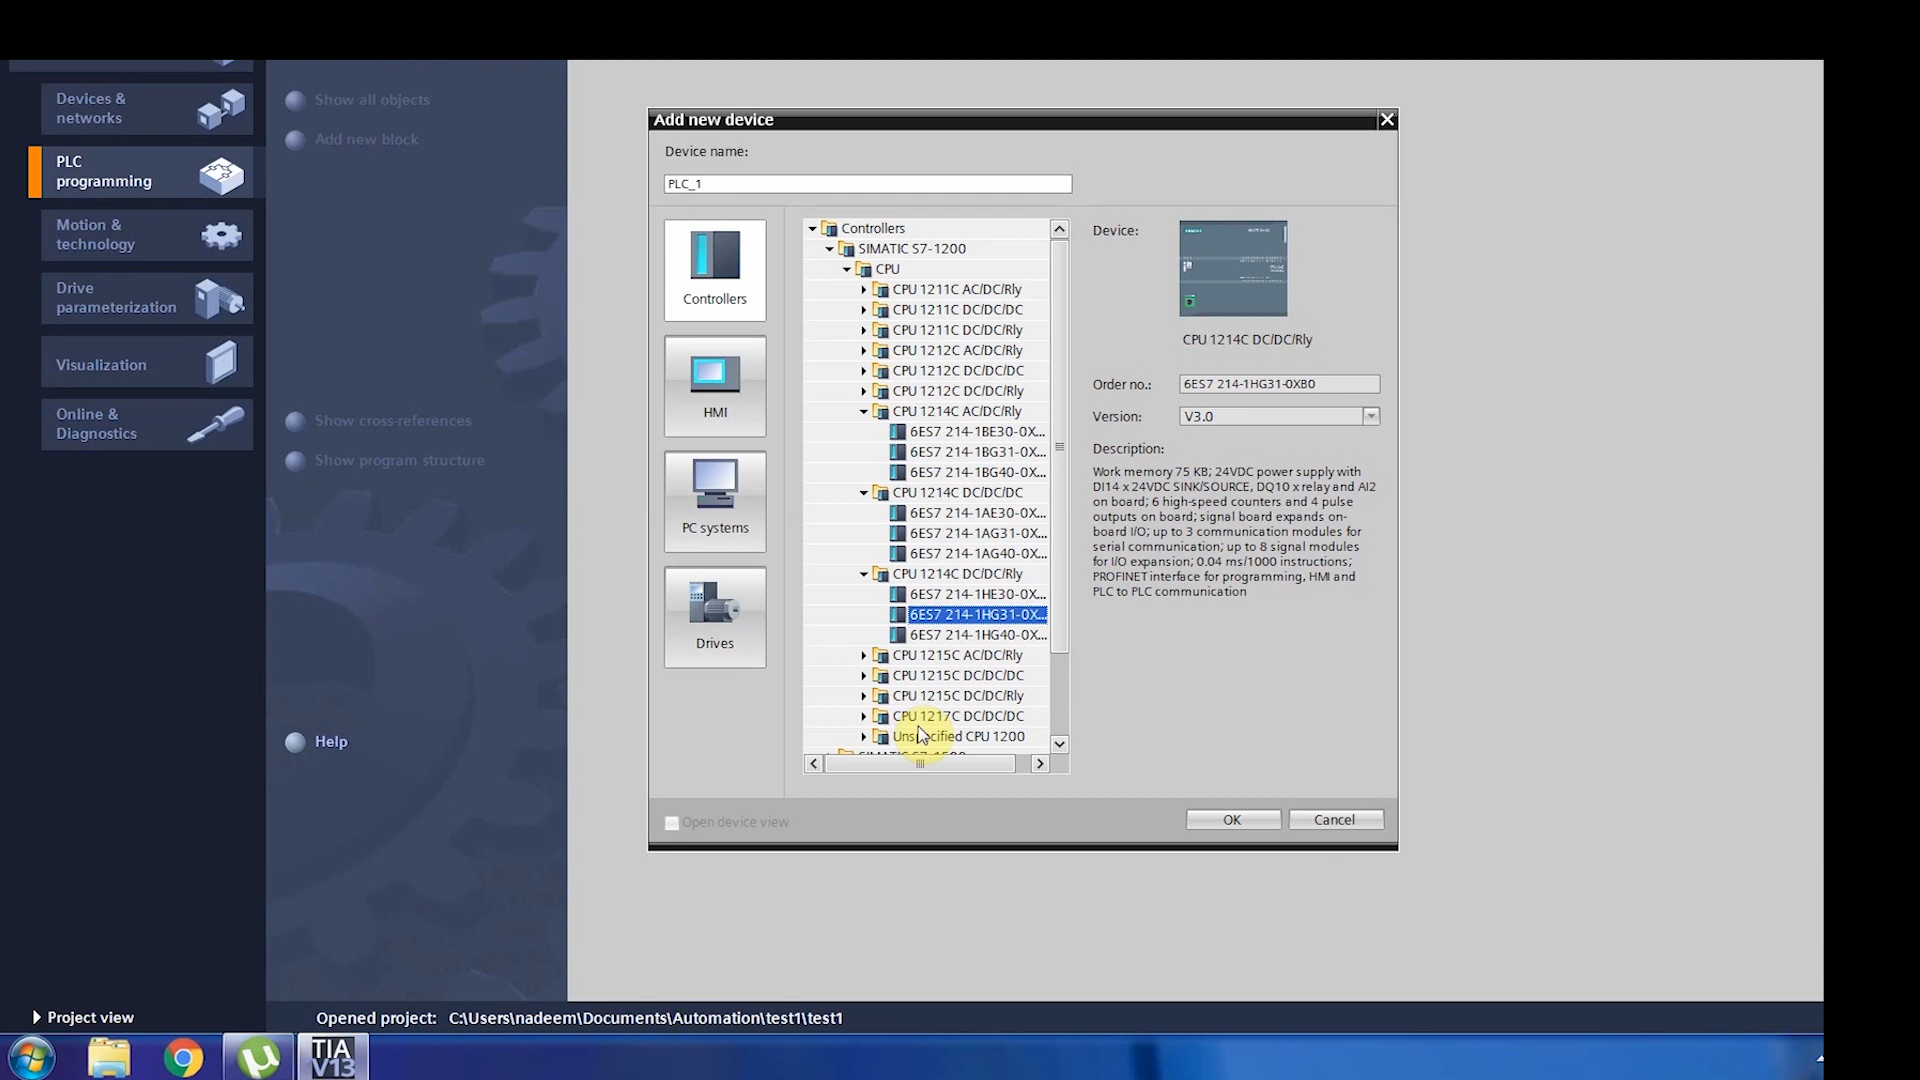 Devices &
networks
PLC
programming
Motion &
technology
Drive
parameterization
Visualization
Online &
Diagnostics
Show all objects
Add new block
Show cross-references
Show program structure
Help
Add new device
Device name:
PLC_1
Controllers
HMI
PC systems
Drives
Controllers
SIMATIC S7-1200
CPU
CPU 1211C AC/DC/Rly
CPU 1211C DC/DC/DC
CPU 1211C DC/DC/Rly
CPU 1212C AC/DC/Rly
CPU 1212C DC/DC/DC
CPU 1212C DC/DC/Rly
CPU 1214C AC/DC/Rly
6ES7 214-1BE30-0X...
6ES7 214-1BG31-0X...
6ES7 214-1BG40-0X...
CPU 1214C DC/DC/DC
6ES7 214-1AE30-0X...
6ES7 214-1AG31-0X...
6ES7 214-1AG40-0X...
CPU 1214C DC/DC/Rly
6ES7 214-1HE30-0X...
6ES7 214-1HG31-0X...
6ES7 214-1HG40-0X...
CPU 1215C AC/DC/Rly
CPU 1215C DC/DC/DC
CPU 1215C DC/DC/Rly
CPU 1217C DC/DC/DC
Unspecified CPU 1200
SIMATIC S7-1500
Device:
CPU 1214C DC/DC/Rly
Order no.: 6ES7 214-1HG31-0XB0
Version: V3.0
Description:
Work memory 75 KB; 24VDC power supply with
DI14 x 24VDC SINK/SOURCE, DQ10 x relay and AI2
on board; 6 high-speed counters and 4 pulse
outputs on board; signal board expands on-
board I/O; up to 3 communication modules for
serial communication; up to 8 signal modules
for I/O expansion; 0.04 ms/1000 instructions;
PROFINET interface for programming, HMI and
PLC to PLC communication
Open device view
OK
Cancel
Project view
Opened project: C:\Users\nadeem\Documents\Automation\test1\test1
TIA
V13